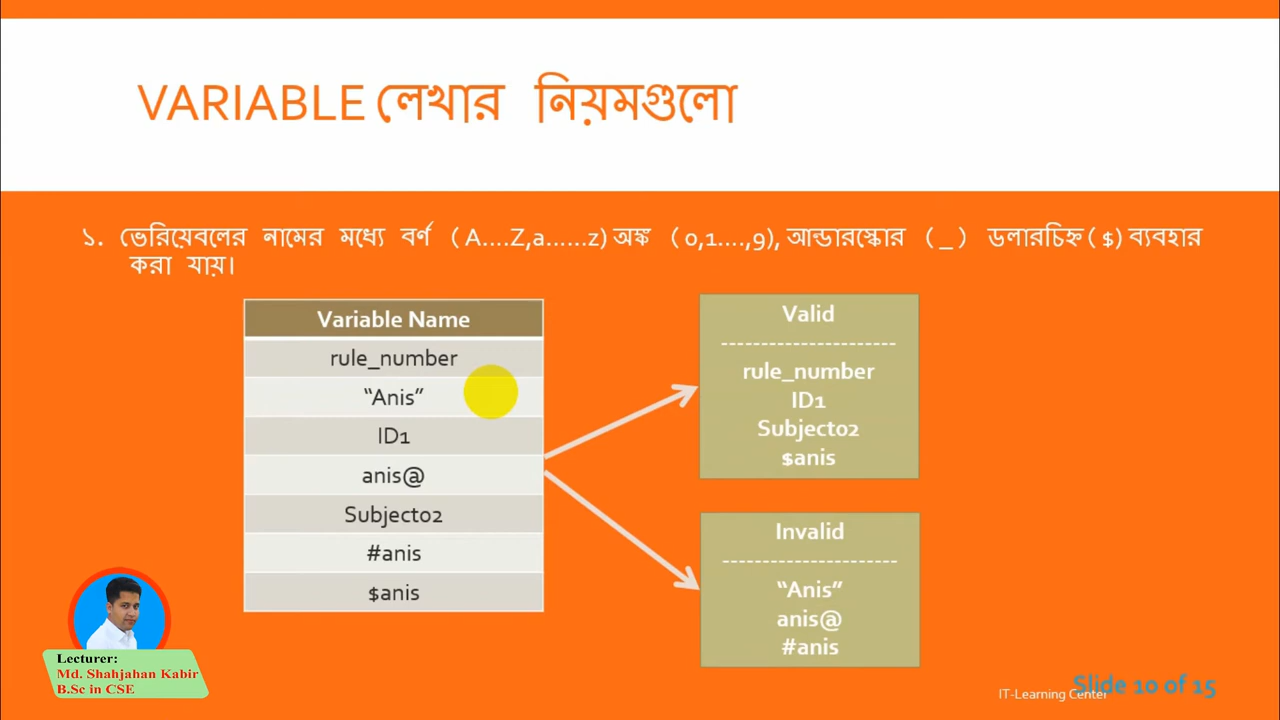 VARIABLE লেখার নিয়মগুলো
১. ভেরিয়েবলের নামের মধ্যে বর্ণ (A....Z,a......z) অঙ্ক (0,1....,9), আন্ডারস্কোর (_) ডলারচিহ্ন ($) ব্যবহার
করা যায়।
Variable Name
rule_number
“Anis”
ID1
anis@
Subject02
#anis
$anis
Valid
----------------------
rule_number
ID1
Subject02
$anis
Invalid
----------------------
“Anis”
anis@
#anis
Lecturer:
Md. Shahjahan Kabir
B.Sc in CSE
IT-Learning Center
Slide 10 of 15